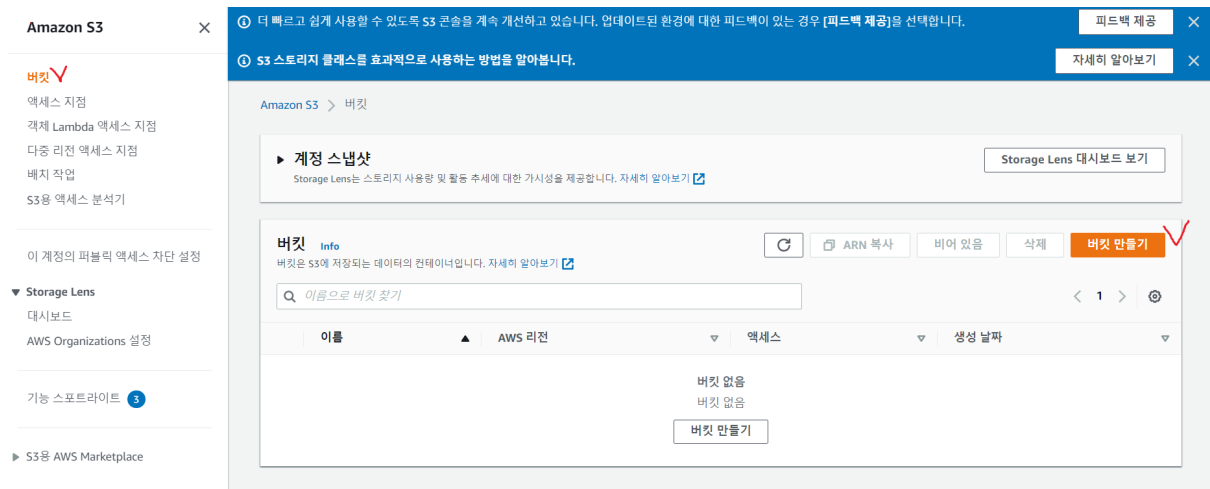 Amazon S3
버킷
액세스 지점
객체 Lambda 액세스 지점
다중 리전 액세스 지점
배치 작업
S3용 액세스 분석기
이 계정의 퍼블릭 액세스 차단 설정
Storage Lens
대시보드
AWS Organizations 설정
기능 스포트라이트 3
S3용 AWS Marketplace
더 빠르고 쉽게 사용할 수 있도록 S3 콘솔을 계속 개선하고 있습니다. 업데이트된 환경에 대한 피드백이 있는 경우 [피드백 제공]을 선택합니다. 피드백 제공
S3 스토리지 클래스를 효과적으로 사용하는 방법을 알아봅니다. 자세히 알아보기
Amazon S3 > 버킷
계정 스냅샷 Storage Lens 대시보드 보기
Storage Lens는 스토리지 사용량 및 활동 추세에 대한 가시성을 제공합니다. 자세히 알아보기
버킷 Info ARN 복사 비어 있음 삭제 버킷 만들기
버킷은 S3에 저장되는 데이터의 컨테이너입니다. 자세히 알아보기
이름으로 버킷 찾기 < 1 >
이름 AWS 리전 액세스 생성 날짜
버킷 없음
버킷 없음
버킷 만들기